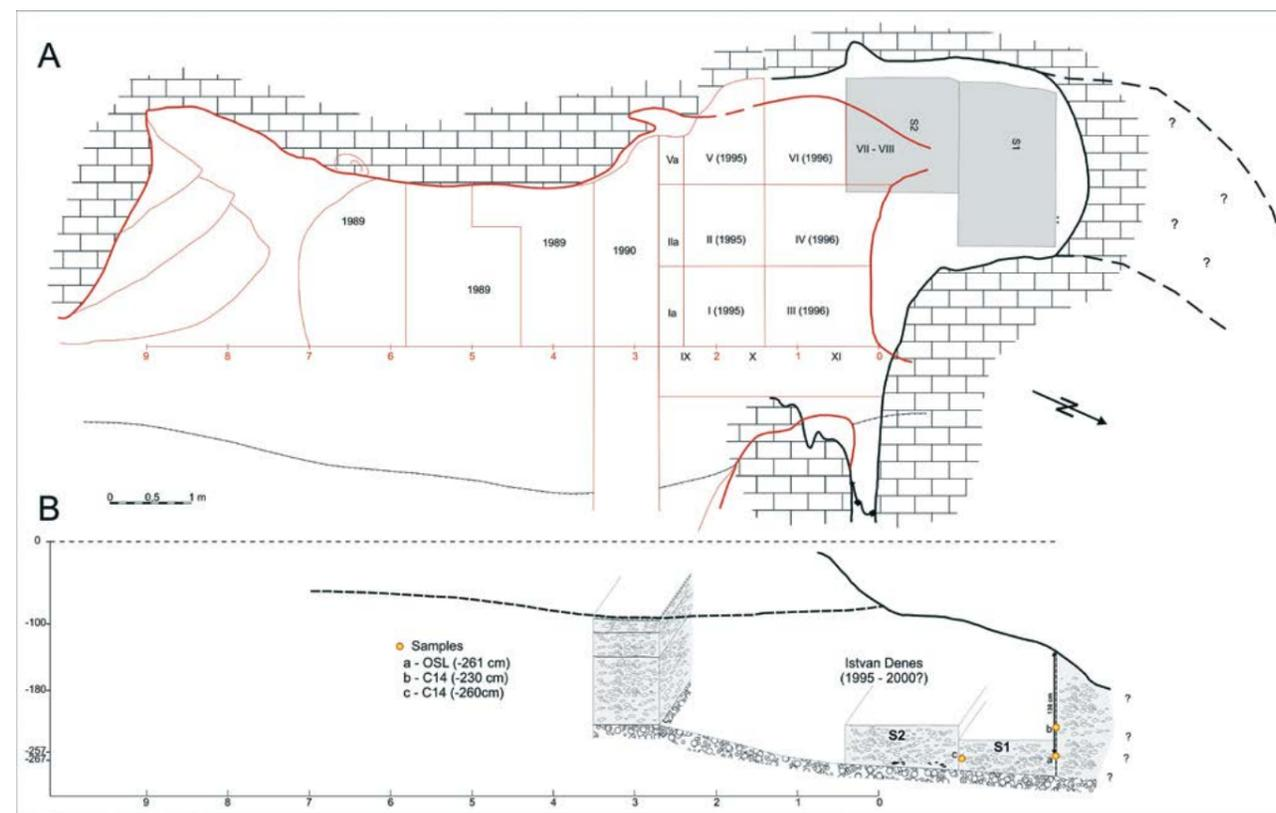 A
S2
S1
VII - VIII
Va
V (1995)
VI (1996)
1989
1989
1990
IIa
II (1995)
IV (1996)
1989
Ia
I (1995)
III (1996)
9
8
7
6
5
4
3
IX
2
X
1
XI
0
?
?
?
?
N
0
0.5
1 m
B
0
-100
-180
-257
-267
Samples
a - OSL (-261 cm)
b - C14 (-230 cm)
c - C14 (-260cm)
Istvan Denes
(1995 - 2000?)
S2
S1
c
b
a
?
?
?
?
9
8
7
6
5
4
3
2
1
0